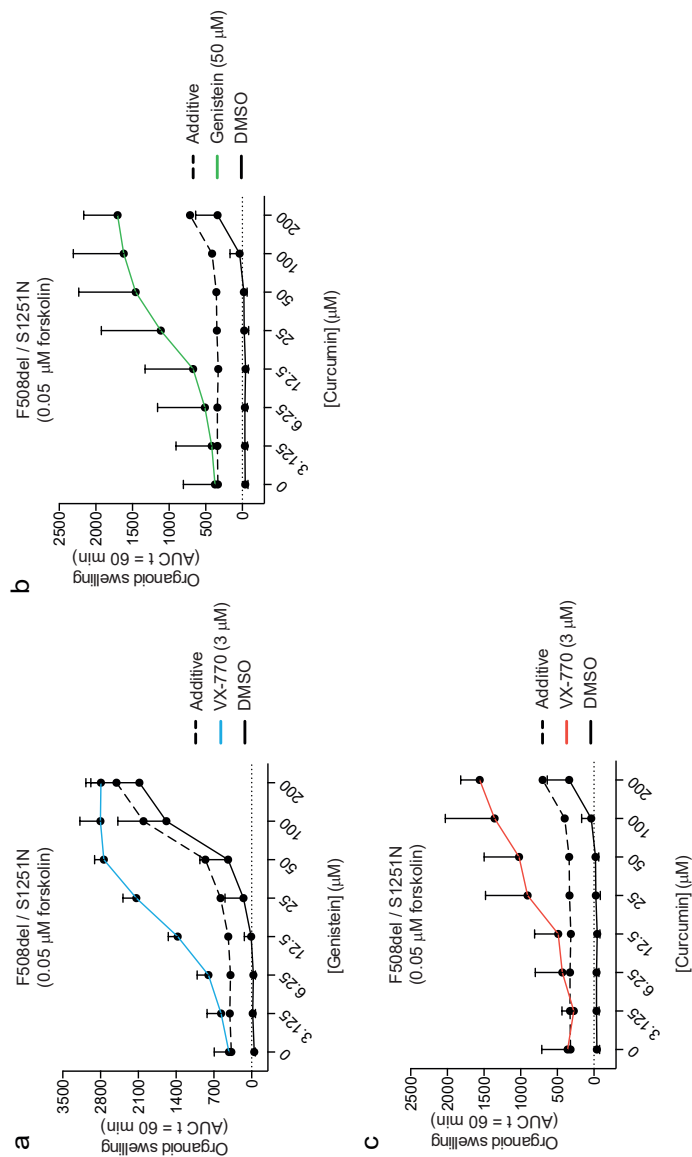 a
F508del / S1251N
(0.05 μM forskolin)
Organoid swelling
(AUC t = 60 min)
3500
2800
2100
1400
700
0
0
3.125
6.25
12.5
25
50
100
200
[Genistein] (μM)
Additive
VX-770 (3 μM)
DMSO
b
F508del / S1251N
(0.05 μM forskolin)
Organoid swelling
(AUC t = 60 min)
2500
2000
1500
1000
500
0
0
3.125
6.25
12.5
25
50
100
200
[Curcumin] (μM)
Additive
Genistein (50 μM)
DMSO
c
F508del / S1251N
(0.05 μM forskolin)
Organoid swelling
(AUC t = 60 min)
2500
2000
1500
1000
500
0
0
3.125
6.25
12.5
25
50
100
200
[Curcumin] (μM)
Additive
VX-770 (3 μM)
DMSO